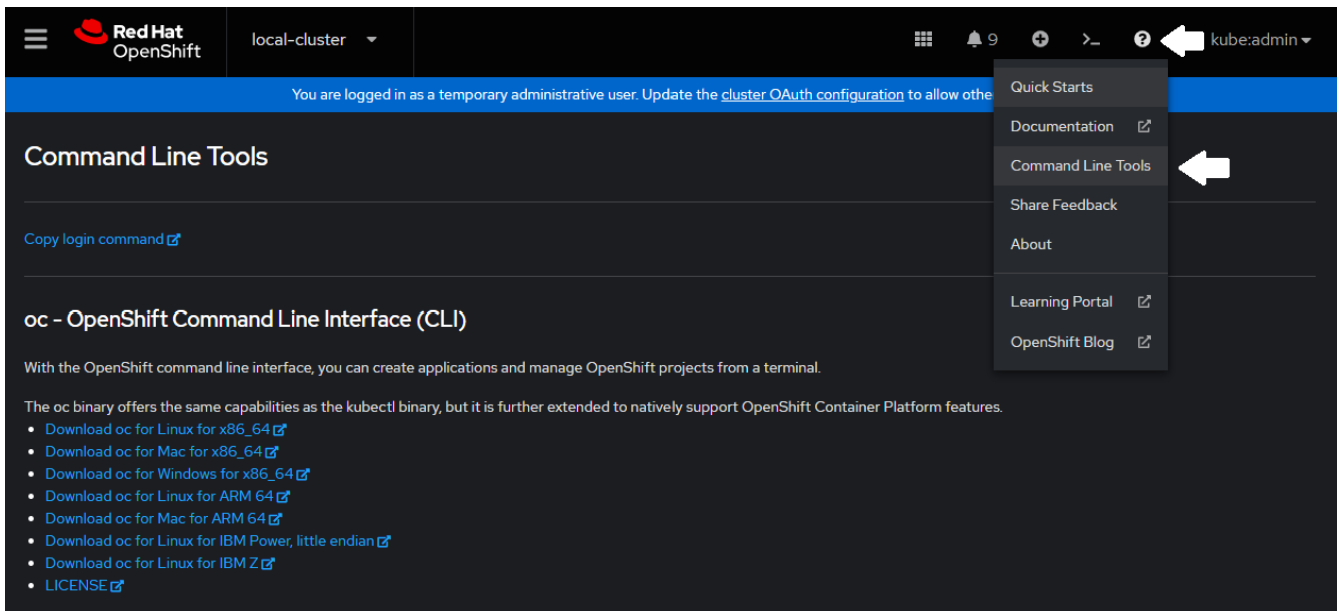 Red Hat
OpenShift
local-cluster
9
>_
?
kube:admin
You are logged in as a temporary administrative user. Update the cluster OAuth configuration to allow othe
Quick Starts
Documentation
Command Line Tools
Share Feedback
About
Learning Portal
OpenShift Blog
Command Line Tools
Copy login command
oc - OpenShift Command Line Interface (CLI)
With the OpenShift command line interface, you can create applications and manage OpenShift projects from a terminal.
The oc binary offers the same capabilities as the kubectl binary, but it is further extended to natively support OpenShift Container Platform features.
• Download oc for Linux for x86_64
• Download oc for Mac for x86_64
• Download oc for Windows for x86_64
• Download oc for Linux for ARM 64
• Download oc for Mac for ARM 64
• Download oc for Linux for IBM Power, little endian
• Download oc for Linux for IBM Z
• LICENSE